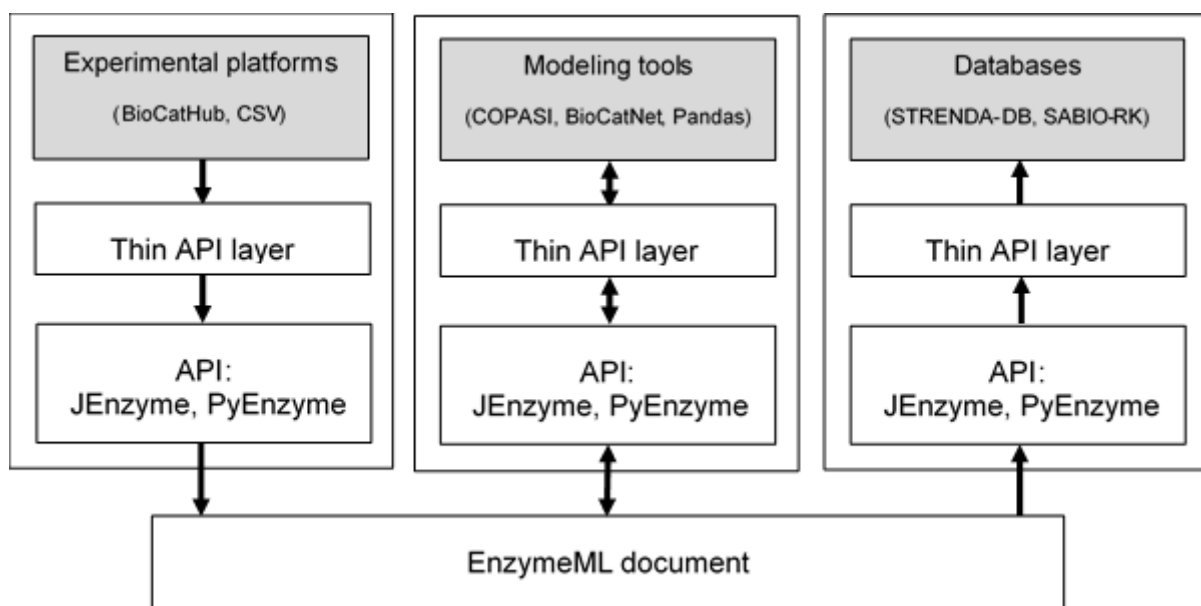 Experimental platforms
(BioCatHub, CSV)
Thin API layer
API:
JEnzyme, PyEnzyme
Modeling tools
(COPASI, BioCatNet, Pandas)
Thin API layer
API:
JEnzyme, PyEnzyme
Databases
(STRENDA-DB, SABIO-RK)
Thin API layer
API:
JEnzyme, PyEnzyme
EnzymeML document